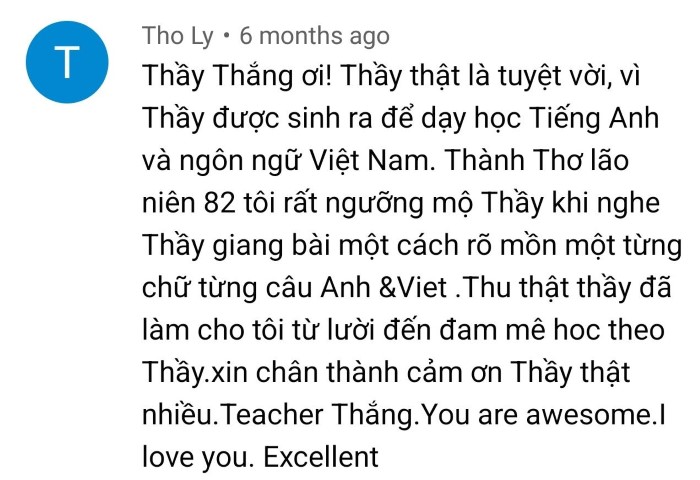 T
Tho Ly • 6 months ago
Thầy Thắng ơi! Thầy thật là tuyệt vời, vì
Thầy được sinh ra để dạy học Tiếng Anh
và ngôn ngữ Việt Nam. Thành Thơ lão
niên 82 tôi rất ngưỡng mộ Thầy khi nghe
Thầy giang bài một cách rõ mồn một từng
chữ từng câu Anh &Viet .Thu thật thầy đã
làm cho tôi từ lười đến đam mê hoc theo
Thầy.xin chân thành cảm ơn Thầy thật
nhiều.Teacher Thắng.You are awesome.I
love you. Excellent